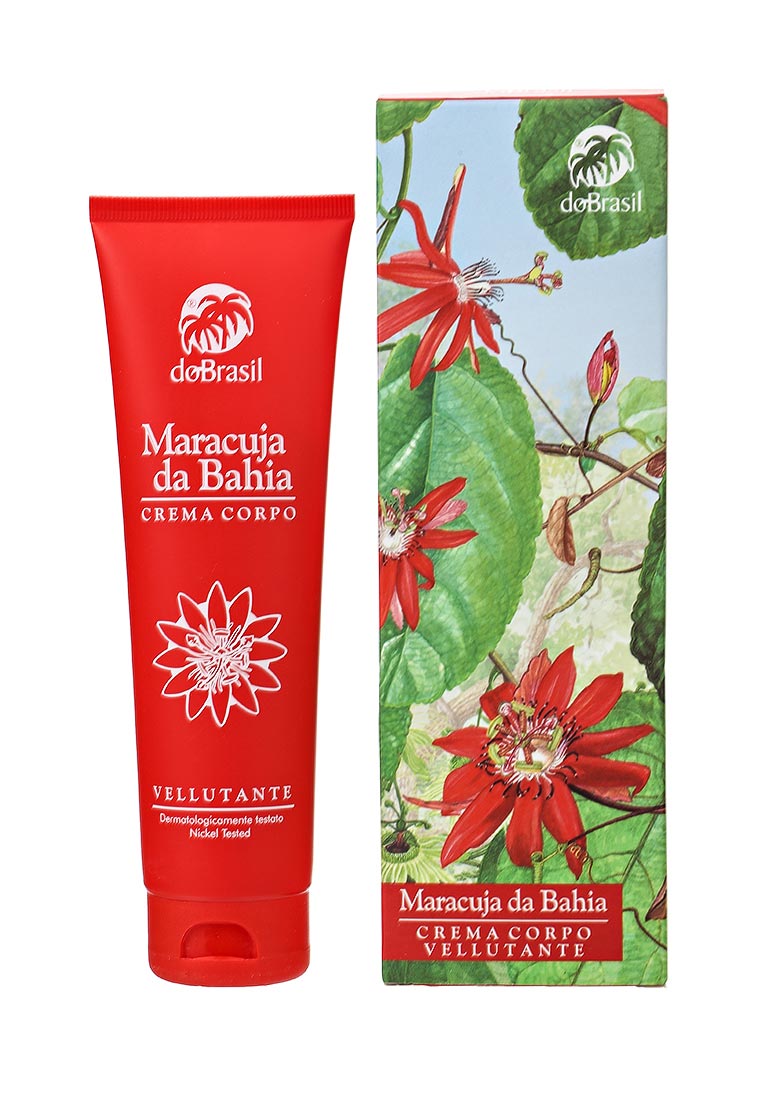 doBrasil
Maracuja
da Bahia
CREMA CORPO
VELLUTANTE
Dermatologicamente testato
Nickel Tested
doBrasil
Maracuja da Bahia
CREMA CORPO
VELLUTANTE